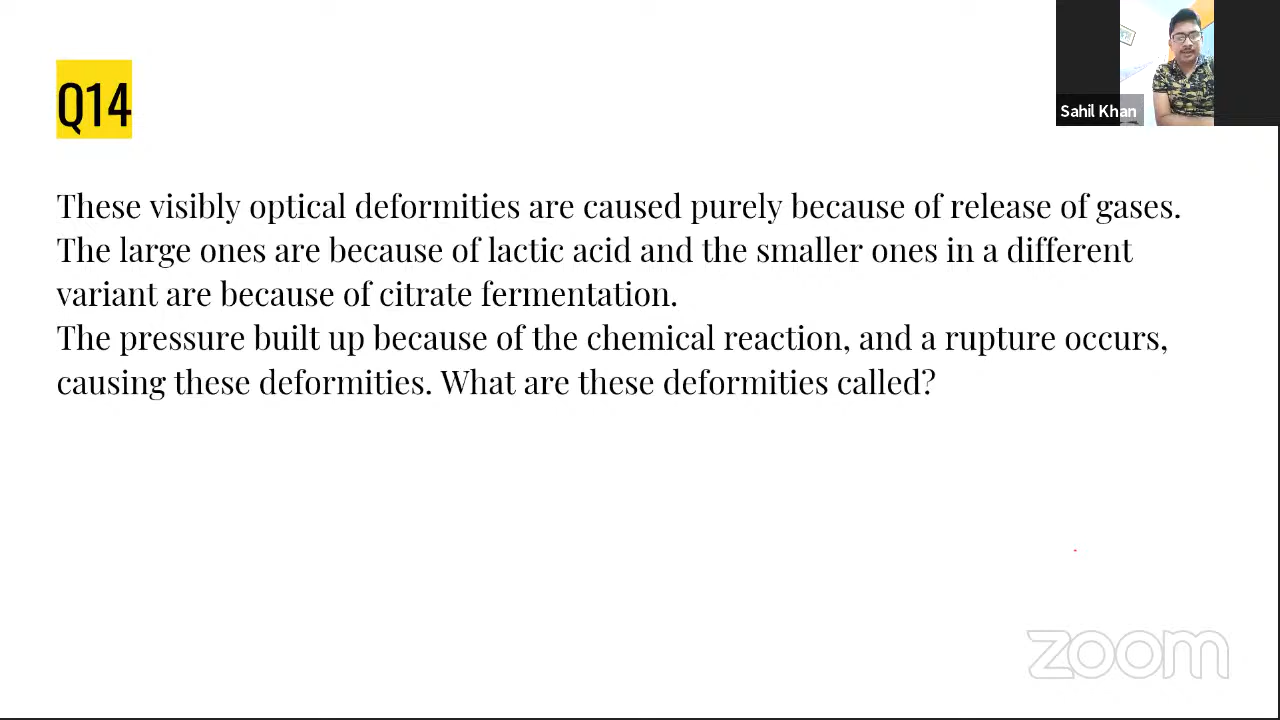 Q14
Sahil Khan
These visibly optical deformities are caused purely because of release of gases.
The large ones are because of lactic acid and the smaller ones in a different
variant are because of citrate fermentation.
The pressure built up because of the chemical reaction, and a rupture occurs,
causing these deformities. What are these deformities called?
zoom